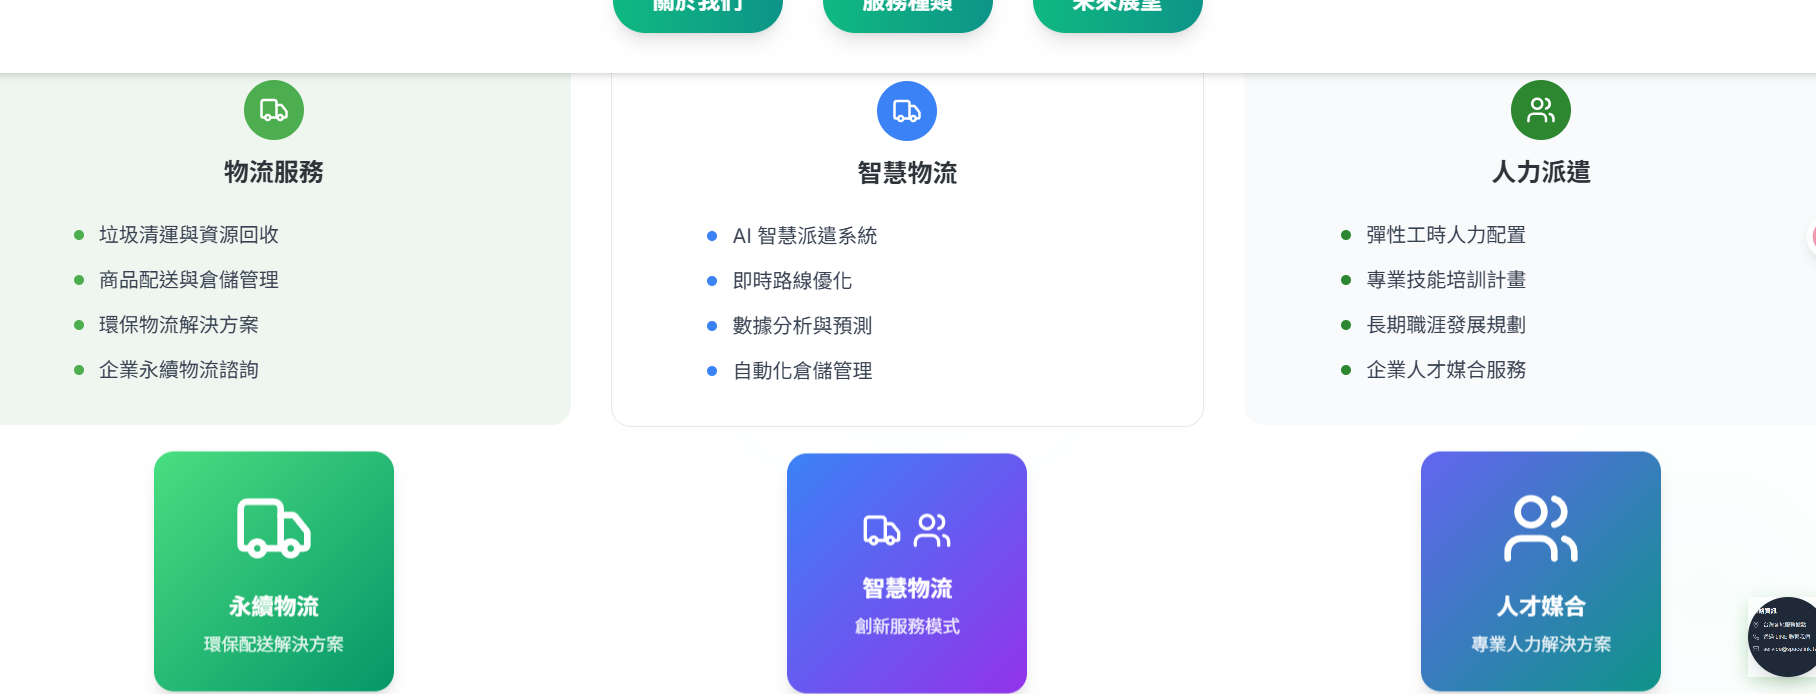 關於我們
服務種類
未來展望
物流服務
垃圾清運與資源回收
商品配送與倉儲管理
環保物流解決方案
企業永續物流諮詢
智慧物流
AI 智慧派遣系統
即時路線優化
數據分析與預測
自動化倉儲管理
人力派遣
彈性工時人力配置
專業技能培訓計畫
長期職涯發展規劃
企業人才媒合服務
永續物流
環保配送解決方案
智慧物流
創新服務模式
人才媒合
專業人力解決方案